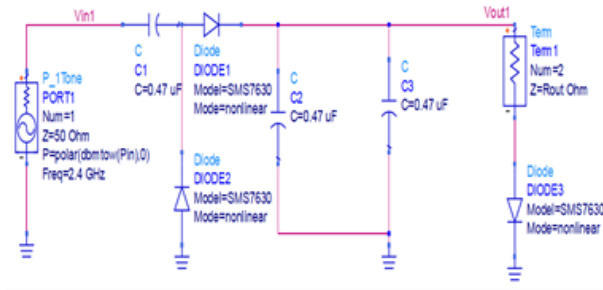 Vin1
Vout1
P_1Tone
PORT1
Num=1
Z=50 Ohm
P=polar(dbmtow(Pin),0)
Freq=2.4 GHz
C
C1
C=0.47 uF
Diode
DIODE1
Model=SMS7630
Mode=nonlinear
Diode
DIODE2
Model=SMS7630
Mode=nonlinear
C
C2
C=0.47 uF
C
C3
C=0.47 uF
Term
Term1
Num=2
Z=Rout Ohm
Diode
DIODE3
Model=SMS7630
Mode=nonlinear